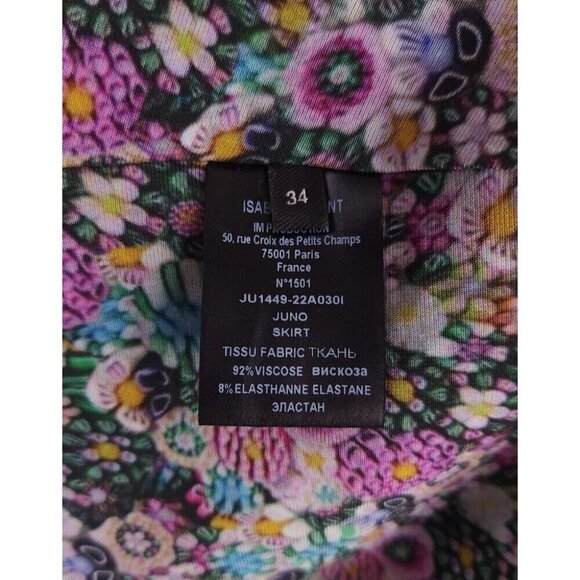 34
IM PRODUCTION
50, rue Croix des Petits Champs
75001 Paris
France
N°1501
JU1449-22A030I
JUNO
SKIRT
TISSU FABRIC ТКАНЬ
92%VISCOSE вискоза
8%ELASTHANNE ELASTANE
ЭЛАСТАН